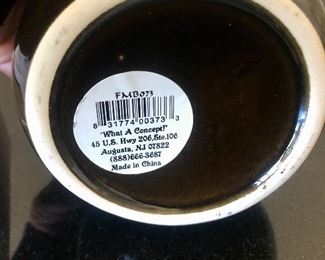 FMB073
8 31774 00373 3
"What A Concept!"
45 U.S. Hwy 206,Ste.106
Augusta, NJ 07822
(888)666-3687
Made in China